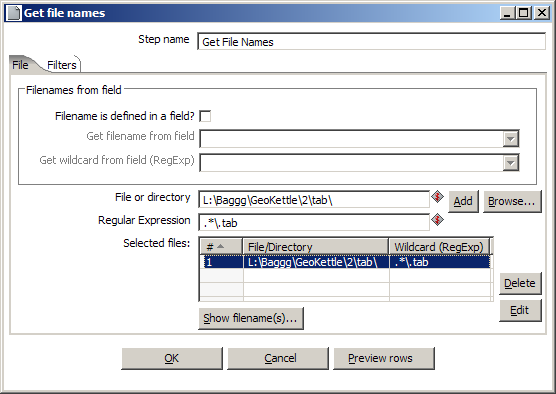 Get file names
Step name Get File Names
File Filters
Filenames from field
Filename is defined in a field?
Get filename from field
Get wildcard from field (RegExp)
File or directory L:\Baggg\GeoKettle\2\tab\ Add Browse...
Regular Expression .*\.tab
Selected files: # File/Directory Wildcard (RegExp)
1 L:\Baggg\GeoKettle\2\tab\ .*\.tab
Delete
Edit
Show filename(s)...
OK Cancel Preview rows